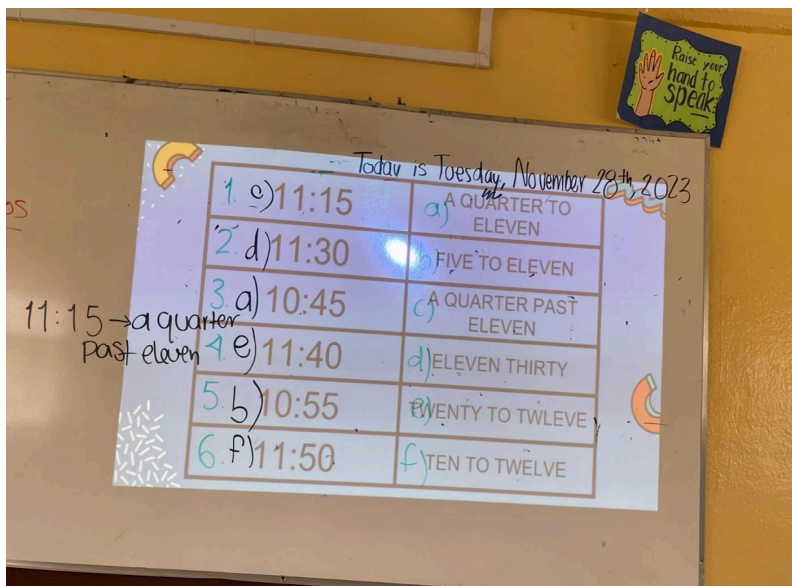 Raise your
hand to
speak.
Today is Tuesday, November 28th, 2023
1. c) 11:15
a) A QUARTER TO
ELEVEN
2. d) 11:30
b) FIVE TO ELEVEN
3. a) 10:45
c) A QUARTER PAST
ELEVEN
11:15 → a quarter
past eleven
4. e) 11:40
d) ELEVEN THIRTY
5. b) 10:55
e) TWENTY TO TWLEVE
6. f) 11:50
f) TEN TO TWELVE